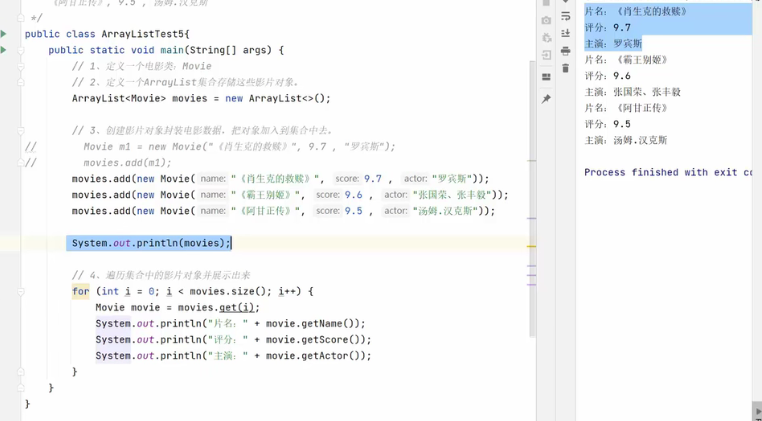 《阿甘正传》, 9.5 , 汤姆.汉克斯
*/
public class ArrayListTest5{
public static void main(String[] args) {
// 1、定义一个电影类：Movie
// 2、定义一个ArrayList集合存储这些影片对象.
ArrayList<Movie> movies = new ArrayList<>();
// 3、创建影片对象封装电影数据，把对象加入到集合中去。
// Movie m1 = new Movie("《肖生克的救赎》", 9.7 , "罗宾斯");
// movies.add(m1);
movies.add(new Movie( name: "《肖生克的救赎》", score: 9.7 , actor: "罗宾斯"));
movies.add(new Movie( name: "《霸王别姬》", score: 9.6 , actor: "张国荣、张丰毅"));
movies.add(new Movie( name: "《阿甘正传》", score: 9.5 , actor: "汤姆.汉克斯"));
System.out.println(movies);
// 4、遍历集合中的影片对象并展示出来
for (int i = 0; i < movies.size(); i++) {
Movie movie = movies.get(i);
System.out.println("片名：" + movie.getName());
System.out.println("评分：" + movie.getScore());
System.out.println("主演：" + movie.getActor());
}
}
}
片名：《肖生克的救赎》
评分：9.7
主演：罗宾斯
片名：《霸王别姬》
评分：9.6
主演：张国荣、张丰毅
片名：《阿甘正传》
评分：9.5
主演：汤姆.汉克斯
Process finished with exit co